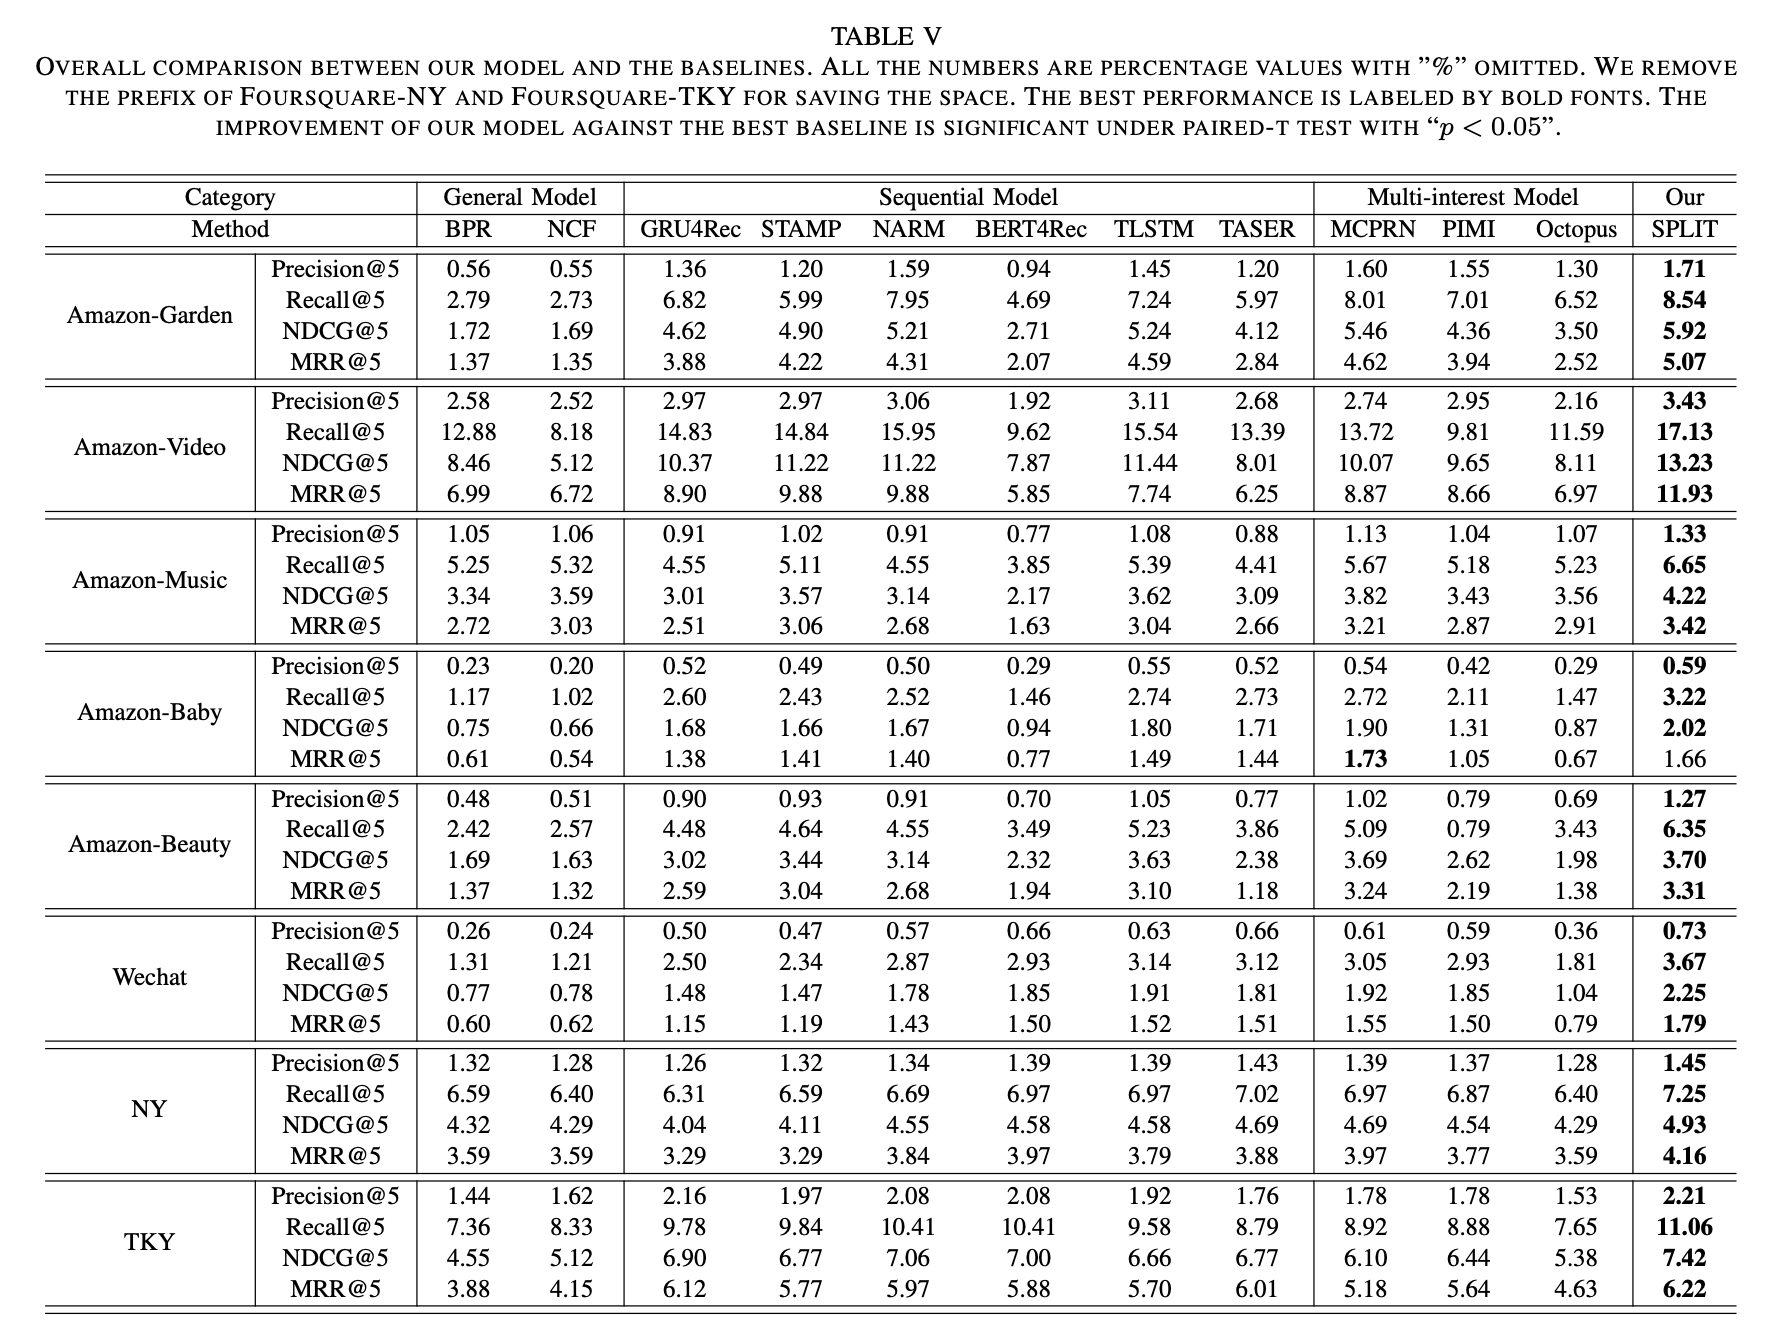 TABLE V
OVERALL COMPARISON BETWEEN OUR MODEL AND THE BASELINES. ALL THE NUMBERS ARE PERCENTAGE VALUES WITH ”%” OMITTED. WE REMOVE
THE PREFIX OF FOURSQUARE-NY AND FOURSQUARE-TKY FOR SAVING THE SPACE. THE BEST PERFORMANCE IS LABELED BY BOLD FONTS. THE
IMPROVEMENT OF OUR MODEL AGAINST THE BEST BASELINE IS SIGNIFICANT UNDER PAIRED-T TEST WITH “p < 0.05”.
Category General Model Sequential Model Multi-interest Model Our
Method BPR NCF GRU4Rec STAMP NARM BERT4Rec TLSTM TASER MCPRN PIMI Octopus SPLIT
Amazon-Garden
Precision@5 0.56 0.55 1.36 1.20 1.59 0.94 1.45 1.20 1.60 1.55 1.30 1.71
Recall@5 2.79 2.73 6.82 5.99 7.95 4.69 7.24 5.97 8.01 7.01 6.52 8.54
NDCG@5 1.72 1.69 4.62 4.90 5.21 2.71 5.24 4.12 5.46 4.36 3.50 5.92
MRR@5 1.37 1.35 3.88 4.22 4.31 2.07 4.59 2.84 4.62 3.94 2.52 5.07
Amazon-Video
Precision@5 2.58 2.52 2.97 2.97 3.06 1.92 3.11 2.68 2.74 2.95 2.16 3.43
Recall@5 12.88 8.18 14.83 14.84 15.95 9.62 15.54 13.39 13.72 9.81 11.59 17.13
NDCG@5 8.46 5.12 10.37 11.22 11.22 7.87 11.44 8.01 10.07 9.65 8.11 13.23
MRR@5 6.99 6.72 8.90 9.88 9.88 5.85 7.74 6.25 8.87 8.66 6.97 11.93
Amazon-Music
Precision@5 1.05 1.06 0.91 1.02 0.91 0.77 1.08 0.88 1.13 1.04 1.07 1.33
Recall@5 5.25 5.32 4.55 5.11 4.55 3.85 5.39 4.41 5.67 5.18 5.23 6.65
NDCG@5 3.34 3.59 3.01 3.57 3.14 2.17 3.62 3.09 3.82 3.43 3.56 4.22
MRR@5 2.72 3.03 2.51 3.06 2.68 1.63 3.04 2.66 3.21 2.87 2.91 3.42
Amazon-Baby
Precision@5 0.23 0.20 0.52 0.49 0.50 0.29 0.55 0.52 0.54 0.42 0.29 0.59
Recall@5 1.17 1.02 2.60 2.43 2.52 1.46 2.74 2.73 2.72 2.11 1.47 3.22
NDCG@5 0.75 0.66 1.68 1.66 1.67 0.94 1.80 1.71 1.90 1.31 0.87 2.02
MRR@5 0.61 0.54 1.38 1.41 1.40 0.77 1.49 1.44 1.73 1.05 0.67 1.66
Amazon-Beauty
Precision@5 0.48 0.51 0.90 0.93 0.91 0.70 1.05 0.77 1.02 0.79 0.69 1.27
Recall@5 2.42 2.57 4.48 4.64 4.55 3.49 5.23 3.86 5.09 0.79 3.43 6.35
NDCG@5 1.69 1.63 3.02 3.44 3.14 2.32 3.63 2.38 3.69 2.62 1.98 3.70
MRR@5 1.37 1.32 2.59 3.04 2.68 1.94 3.10 1.18 3.24 2.19 1.38 3.31
Wechat
Precision@5 0.26 0.24 0.50 0.47 0.57 0.66 0.63 0.66 0.61 0.59 0.36 0.73
Recall@5 1.31 1.21 2.50 2.34 2.87 2.93 3.14 3.12 3.05 2.93 1.81 3.67
NDCG@5 0.77 0.78 1.48 1.47 1.78 1.85 1.91 1.81 1.92 1.85 1.04 2.25
MRR@5 0.60 0.62 1.15 1.19 1.43 1.50 1.52 1.51 1.55 1.50 0.79 1.79
NY
Precision@5 1.32 1.28 1.26 1.32 1.34 1.39 1.39 1.43 1.39 1.37 1.28 1.45
Recall@5 6.59 6.40 6.31 6.59 6.69 6.97 6.97 7.02 6.97 6.87 6.40 7.25
NDCG@5 4.32 4.29 4.04 4.11 4.55 4.58 4.58 4.69 4.69 4.54 4.29 4.93
MRR@5 3.59 3.59 3.29 3.29 3.84 3.97 3.79 3.88 3.97 3.77 3.59 4.16
TKY
Precision@5 1.44 1.62 2.16 1.97 2.08 2.08 1.92 1.76 1.78 1.78 1.53 2.21
Recall@5 7.36 8.33 9.78 9.84 10.41 10.41 9.58 8.79 8.92 8.88 7.65 11.06
NDCG@5 4.55 5.12 6.90 6.77 7.06 7.00 6.66 6.77 6.10 6.44 5.38 7.42
MRR@5 3.88 4.15 6.12 5.77 5.97 5.88 5.70 6.01 5.18 5.64 4.63 6.22